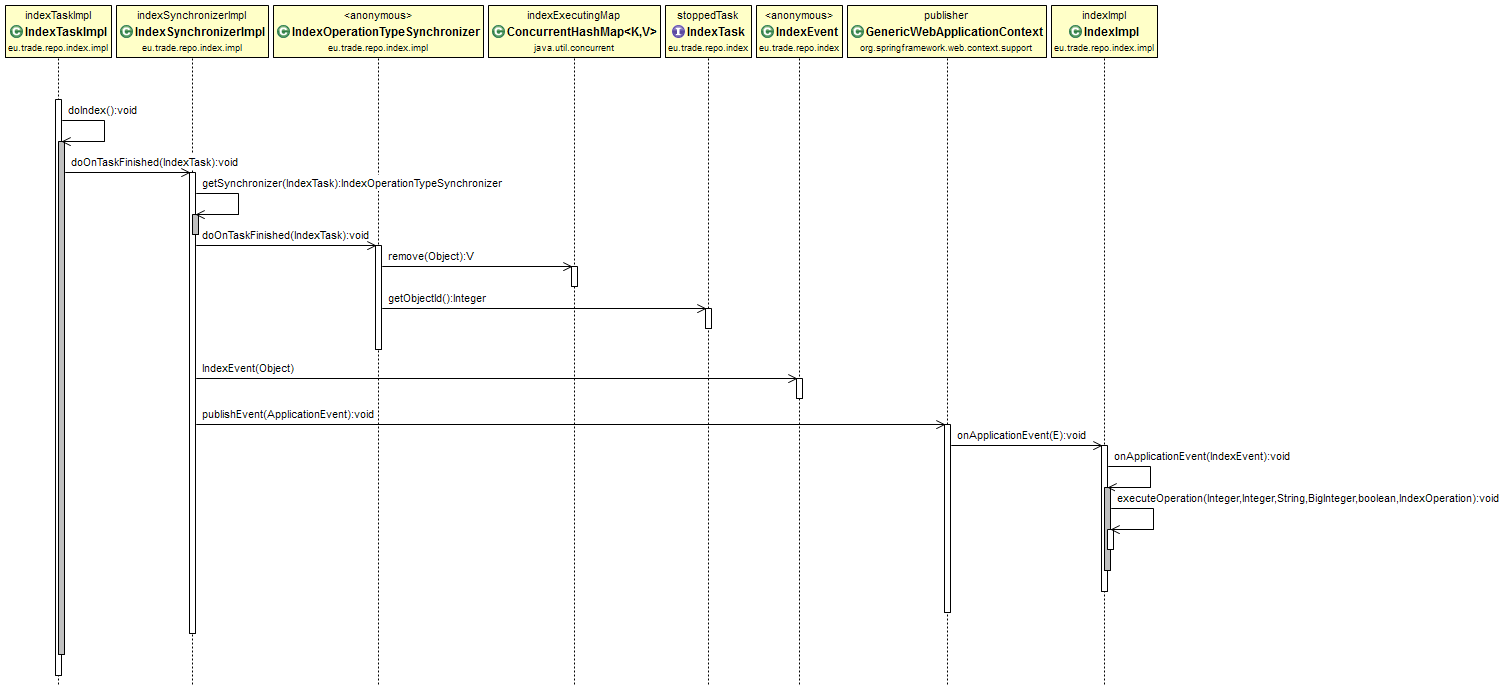 indexTaskImpl
IndexTaskImpl
eu.trade.repo.index.impl
indexSynchronizerImpl
IndexSynchronizerImpl
eu.trade.repo.index.impl
<anonymous>
IndexOperationTypeSynchronizer
eu.trade.repo.index.impl
indexExecutingMap
ConcurrentHashMap<K,V>
java.util.concurrent
stoppedTask
IndexTask
eu.trade.repo.index
<anonymous>
IndexEvent
eu.trade.repo.index
publisher
GenericWebApplicationContext
org.springframework.web.context.support
indexImpl
IndexImpl
eu.trade.repo.index.impl
doIndex():void
doOnTaskFinished(IndexTask):void
getSynchronizer(IndexTask):IndexOperationTypeSynchronizer
doOnTaskFinished(IndexTask):void
remove(Object):V
getObjectId():Integer
IndexEvent(Object)
publishEvent(ApplicationEvent):void
onApplicationEvent(E):void
onApplicationEvent(IndexEvent):void
executeOperation(Integer,Integer,String,BigInteger,boolean,IndexOperation):void